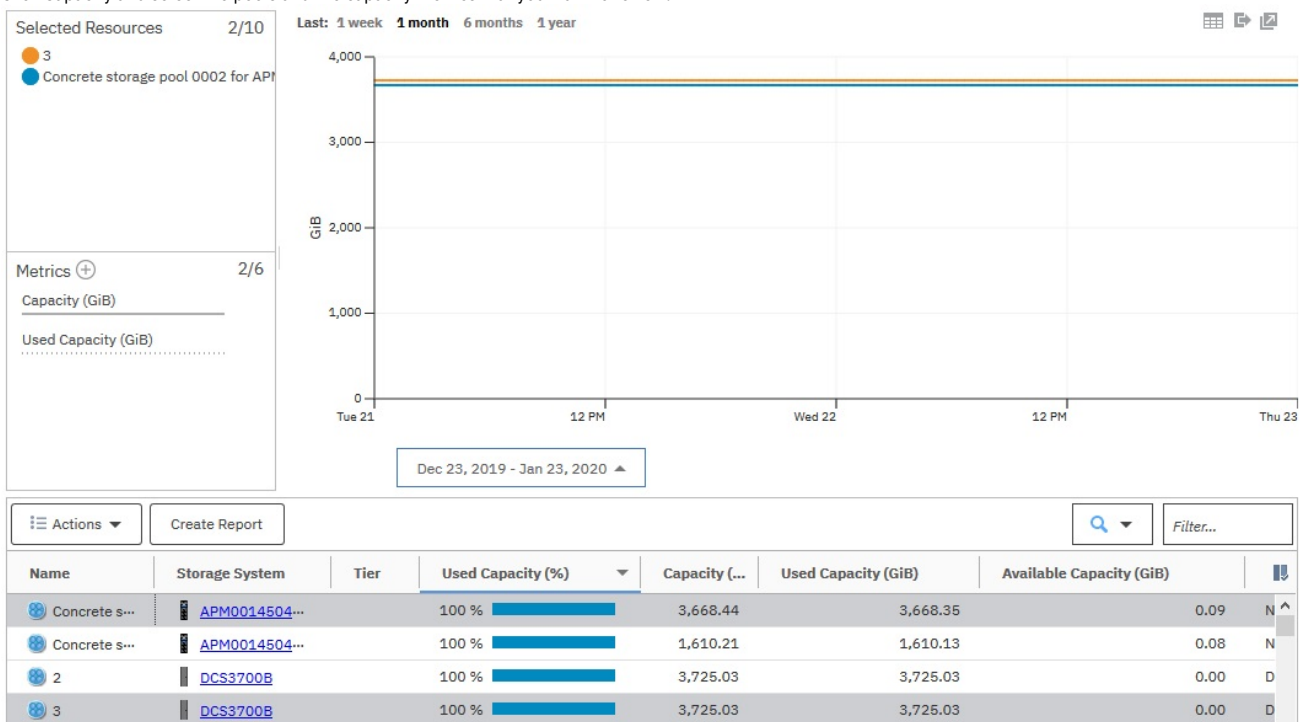 Selected Resources 2/10
3
Concrete storage pool 0002 for AP
Metrics 2/6
Capacity (GiB)
Used Capacity (GiB)
Last: 1 week 1 month 6 months 1 year
4,000
3,000
GiB
2,000
1,000
0
Tue 21 12 PM Wed 22 12 PM Thu 23
Dec 23, 2019 - Jan 23, 2020
Actions Create Report Filter...
Name Storage System Tier Used Capacity (%) Capacity (... Used Capacity (GiB) Available Capacity (GiB)
Concrete s··· APM0014504··· 100 % 3,668.44 3,668.35 0.09 N
Concrete s··· APM0014504··· 100 % 1,610.21 1,610.13 0.08 N
2 DCS3700B 100 % 3,725.03 3,725.03 0.00 D
3 DCS3700B 100 % 3,725.03 3,725.03 0.00 D